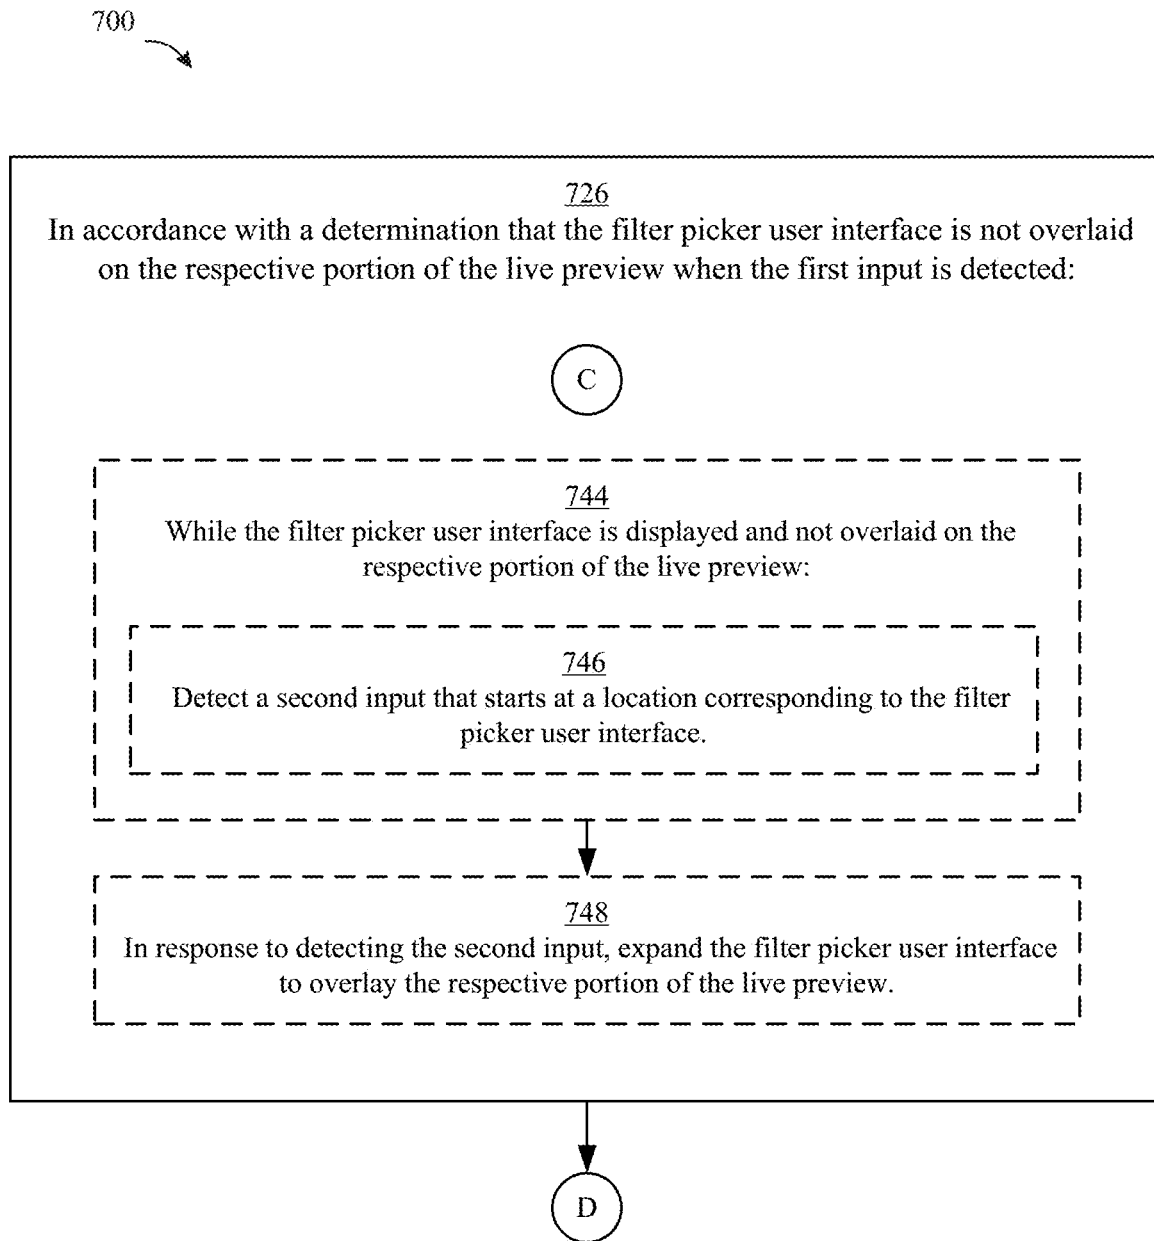 700
726
In accordance with a determination that the filter picker user interface is not overlaid
on the respective portion of the live preview when the first input is detected:
C
744
While the filter picker user interface is displayed and not overlaid on the
respective portion of the live preview:
746
Detect a second input that starts at a location corresponding to the filter
picker user interface.
748
In response to detecting the second input, expand the filter picker user interface
to overlay the respective portion of the live preview.
D